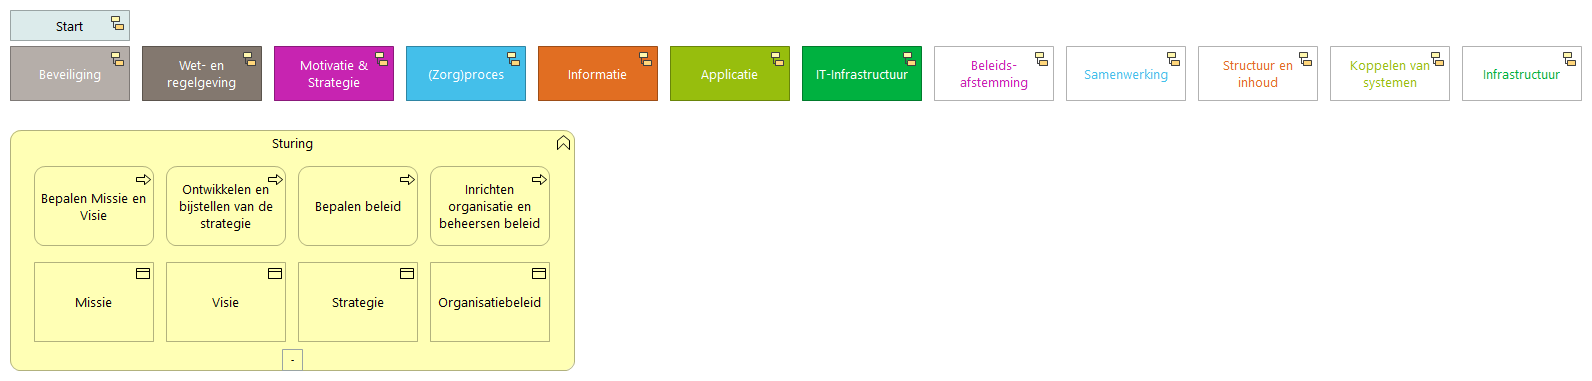 Start
Beveiliging
Wet- en
regelgeving
Motivatie &
Strategie
(Zorg)proces
Informatie
Applicatie
IT-Infrastructuur
Beleids-
afstemming
Samenwerking
Structuur en
inhoud
Koppelen van
systemen
Infrastructuur
Sturing
Bepalen Missie en
Visie
Ontwikkelen en
bijstellen van de
strategie
Bepalen beleid
Inrichten
organisatie en
beheersen beleid
Missie
Visie
Strategie
Organisatiebeleid
-